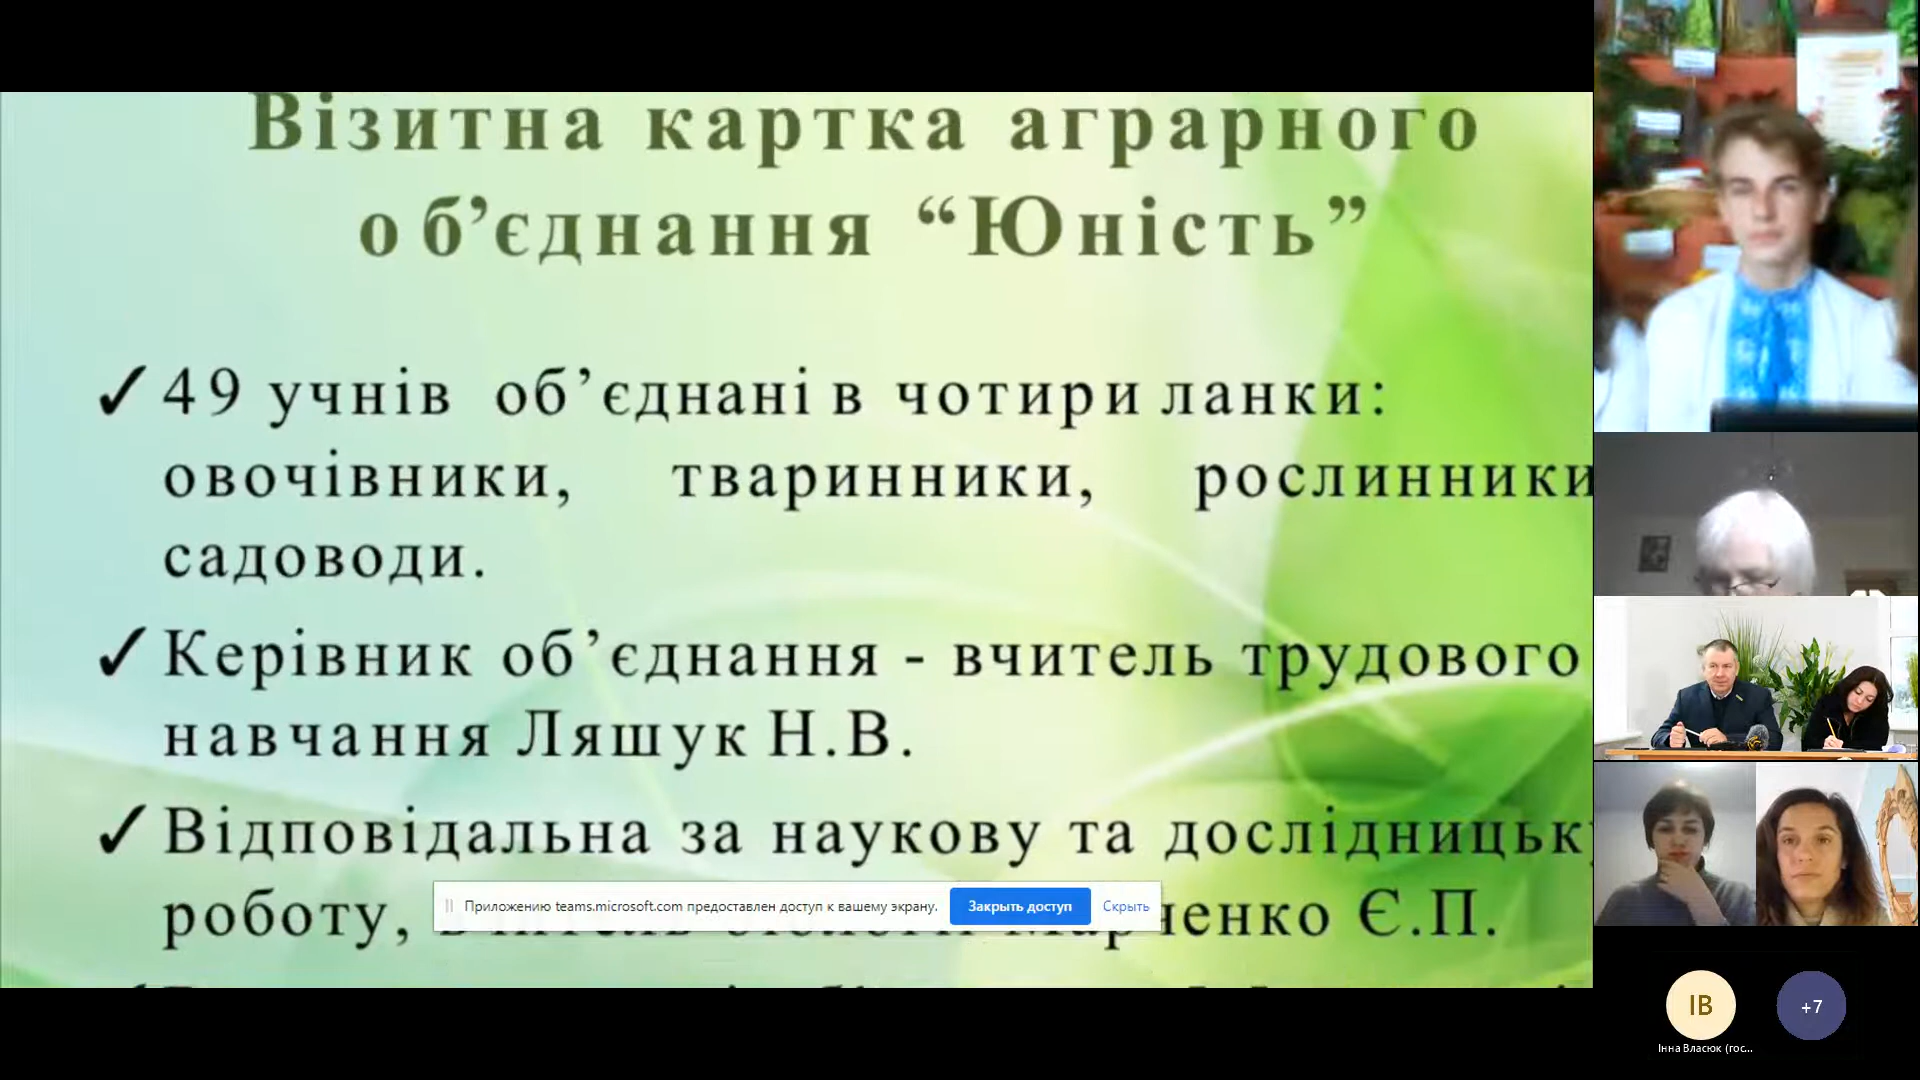 Візитна картка аграрного
об’єднання “Юність”
✓ 49 учнів об’єднані в чотири ланки:
овочівники, тваринники, рослинники
садоводи.
✓ Керівник об’єднання - вчитель трудового
навчання Ляшук Н.В.
✓ Відповідальна за наукову та дослідницьк
роботу, Є.П.
Приложению teams.microsoft.com предоставлен доступ к вашему экрану.
Закрыть доступ
Скрыть
ІВ
+7
Інна Власюк (гос...